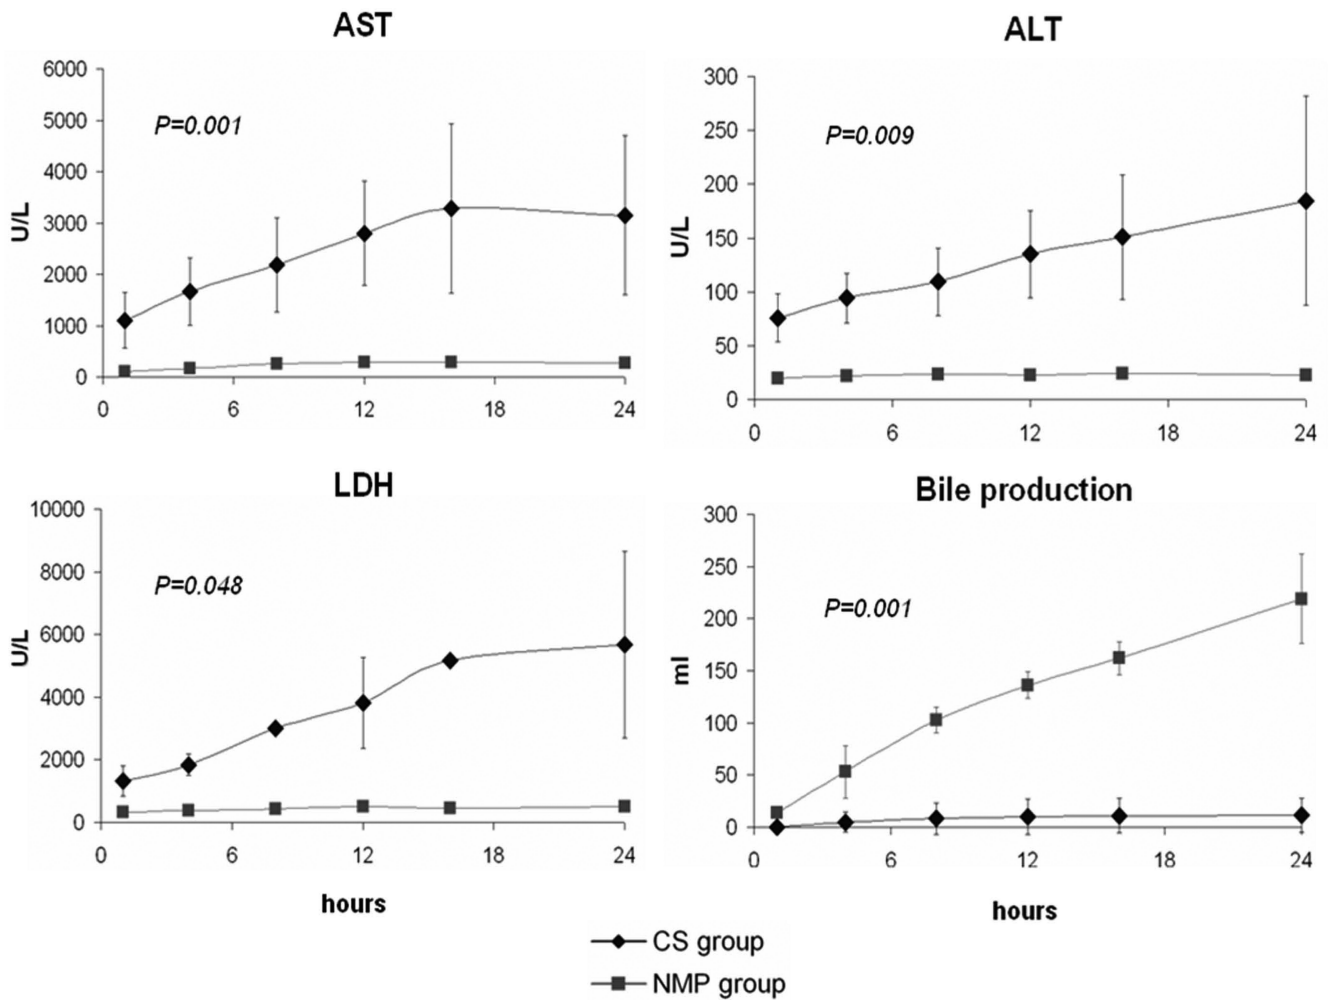 AST
6000
5000
4000
3000
2000
1000
0
U/L
P=0.001
0 6 12 18 24
ALT
300
250
200
150
100
50
0
U/L
P=0.009
0 6 12 18 24
LDH
10000
8000
6000
4000
2000
0
U/L
P=0.048
0 6 12 18 24
hours
Bile production
300
250
200
150
100
50
0
ml
P=0.001
0 6 12 18 24
hours
CS group
NMP group